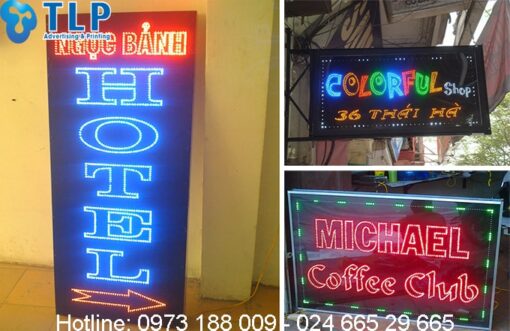 TLP
Advertising & Printing
NGỌC BẢNH
HOTEL
COLORFUL Shop
36 THÁI HÀ
MICHAEL
Coffee Club
Hotline: 0973 188 009 - 024 665 29 665